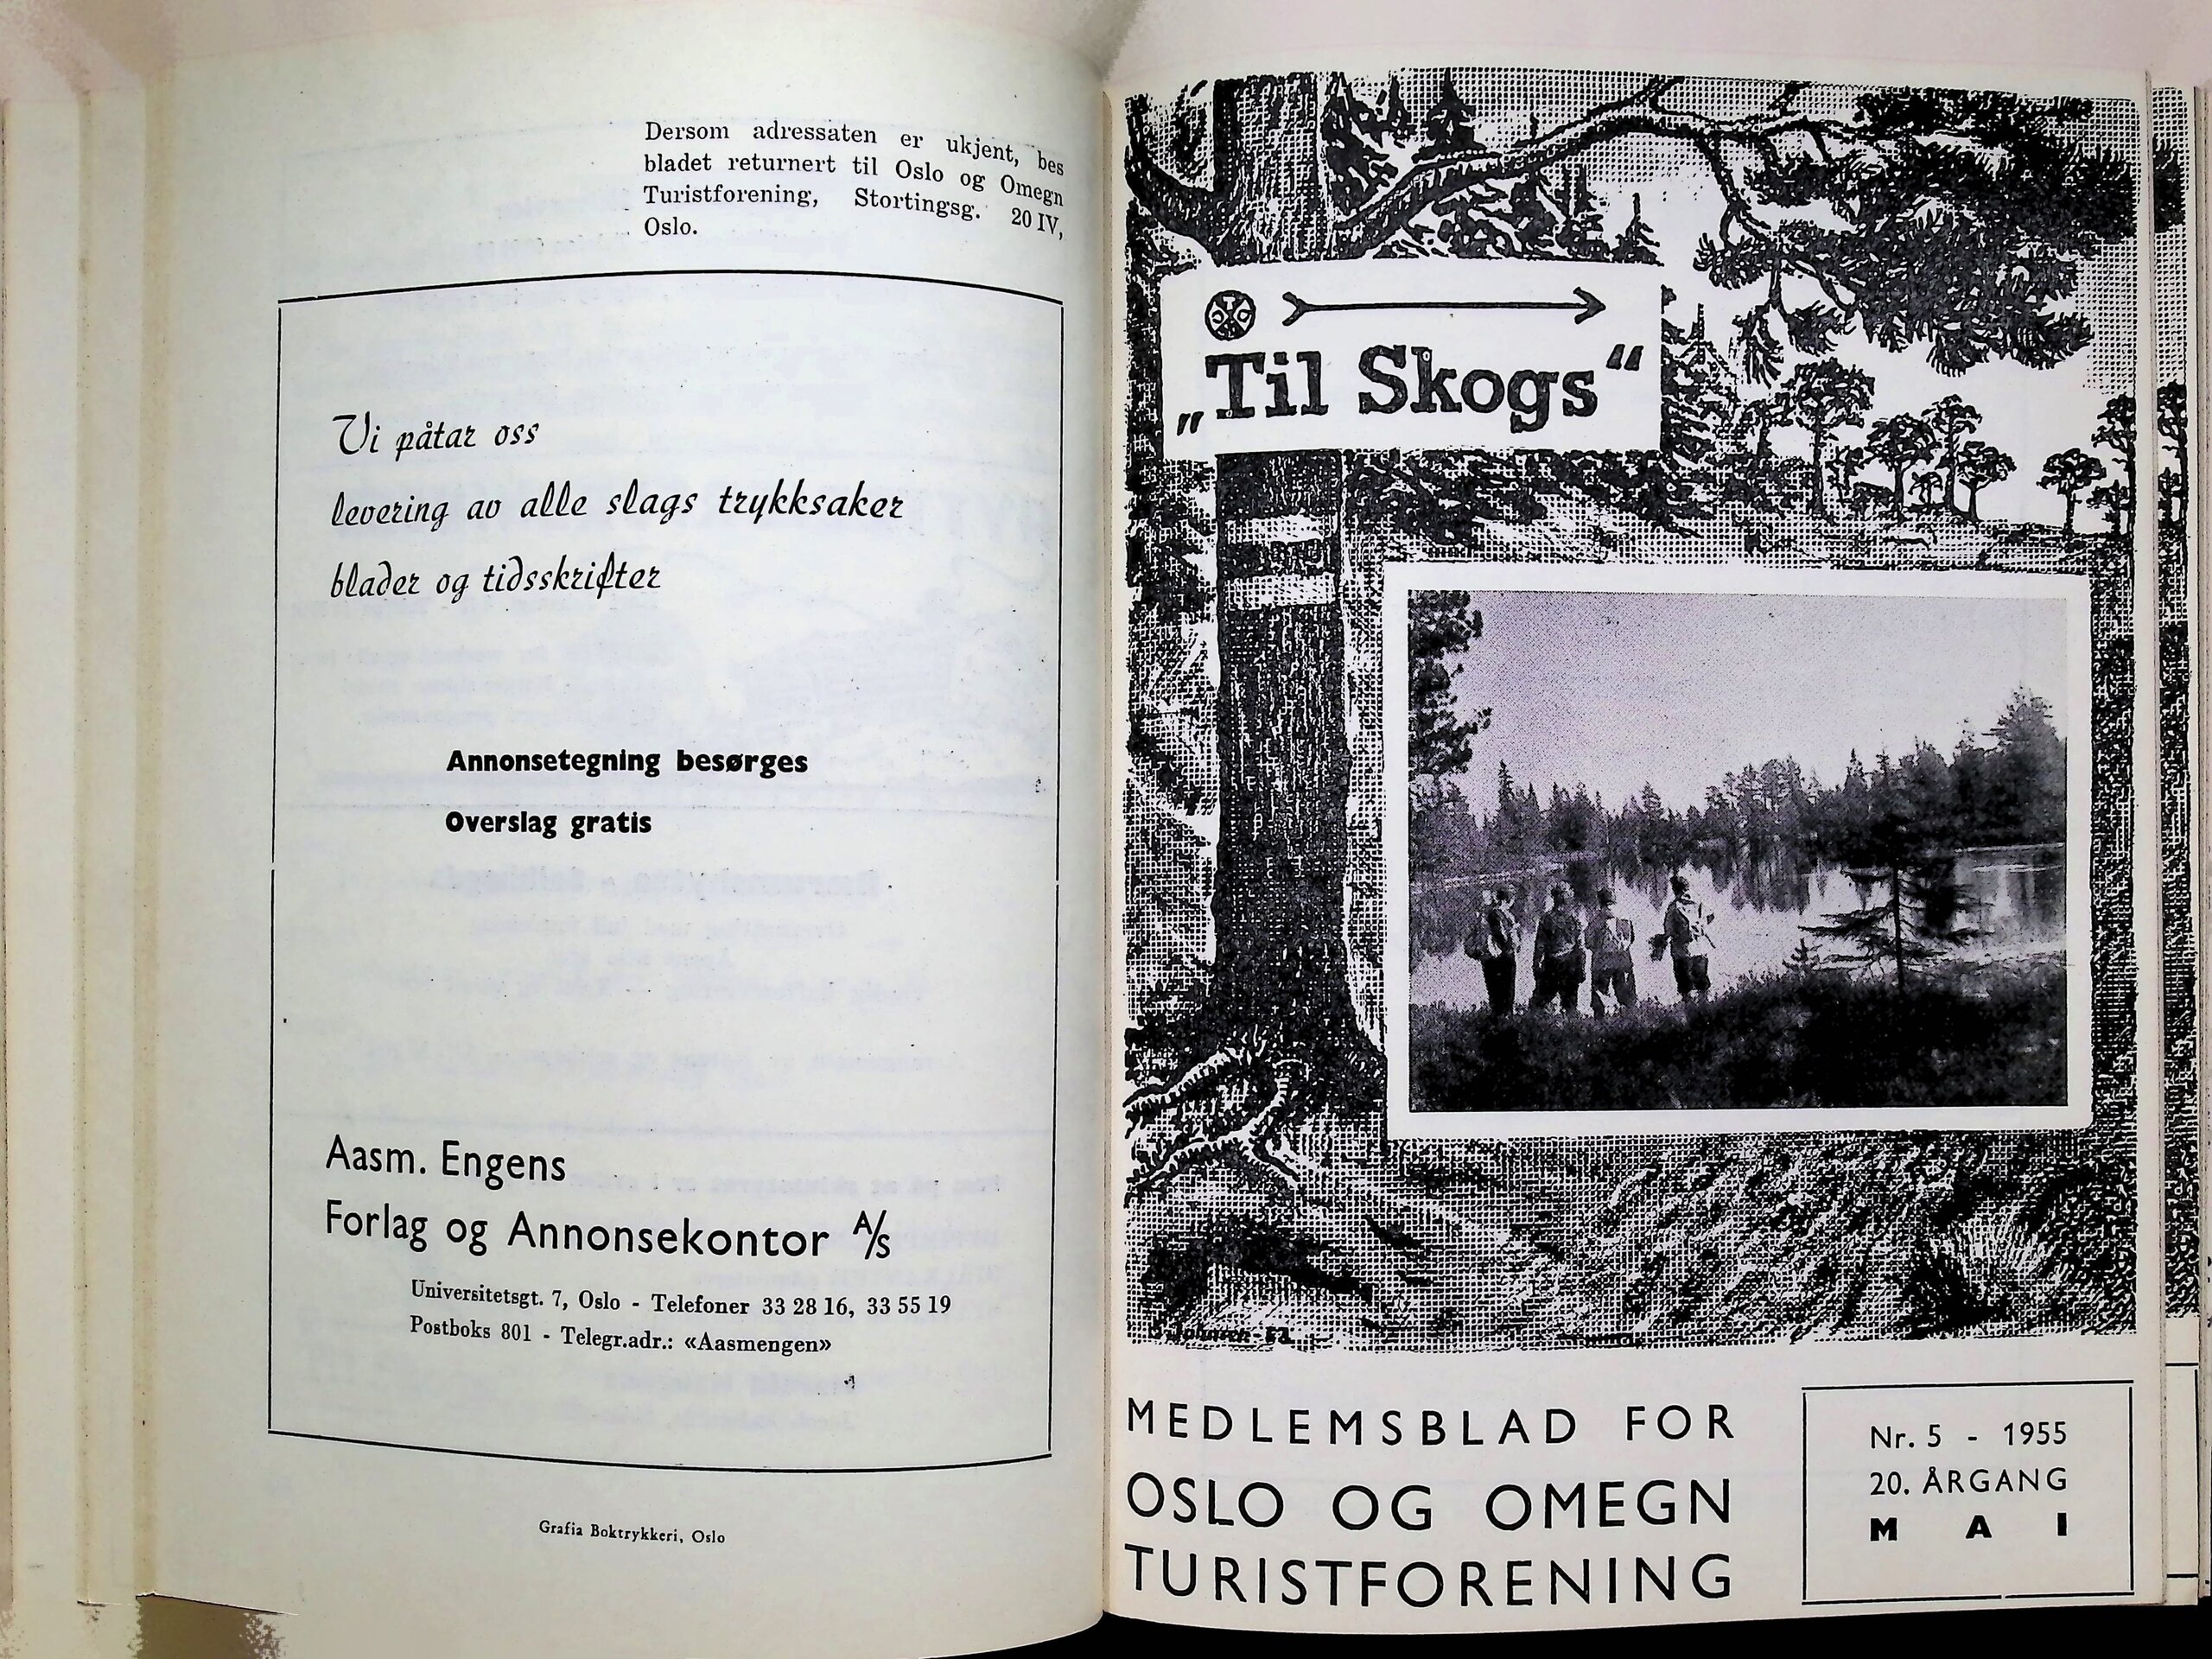 Dersom adressaten er ukjent, bes
bladet returnert til Oslo og Omegn
Turistforening, Stortingsg. 20 IV,
Oslo.
Vi påtar oss
levering av alle slags trykksaker
blader og tidsskrifter
Annonsetegning besørges
Overslag gratis
Aasm. Engens
Forlag og Annonsekontor A/S
Universitetsgt. 7, Oslo - Telefoner 33 28 16, 33 55 19
Postboks 801 - Telegr.adr.: «Aasmengen»
Grafia Boktrykkeri, Oslo
„Til Skogs“
MEDLEMSBLAD FOR
OSLO OG OMEGN
TURISTFORENING
Nr. 5 - 1955
20. ÅRGANG
MAI